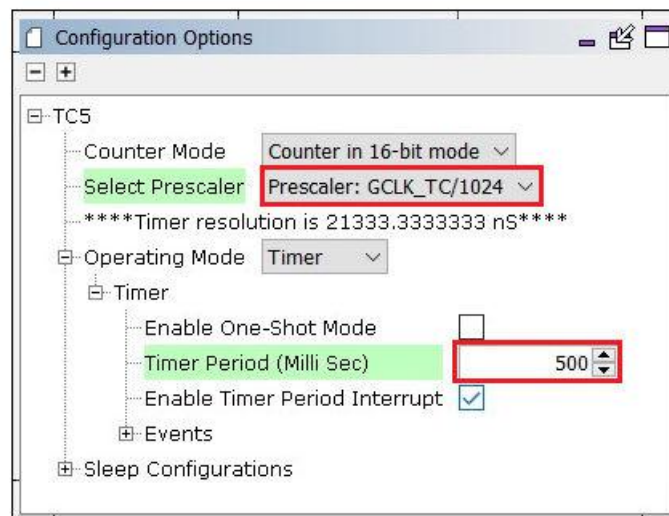 Configuration Options
TC5
Counter Mode Counter in 16-bit mode
Select Prescaler Prescaler: GCLK_TC/1024
****Timer resolution is 21333.3333333 nS****
Operating Mode Timer
Timer
Enable One-Shot Mode
Timer Period (Milli Sec) 500
Enable Timer Period Interrupt
Events
Sleep Configurations